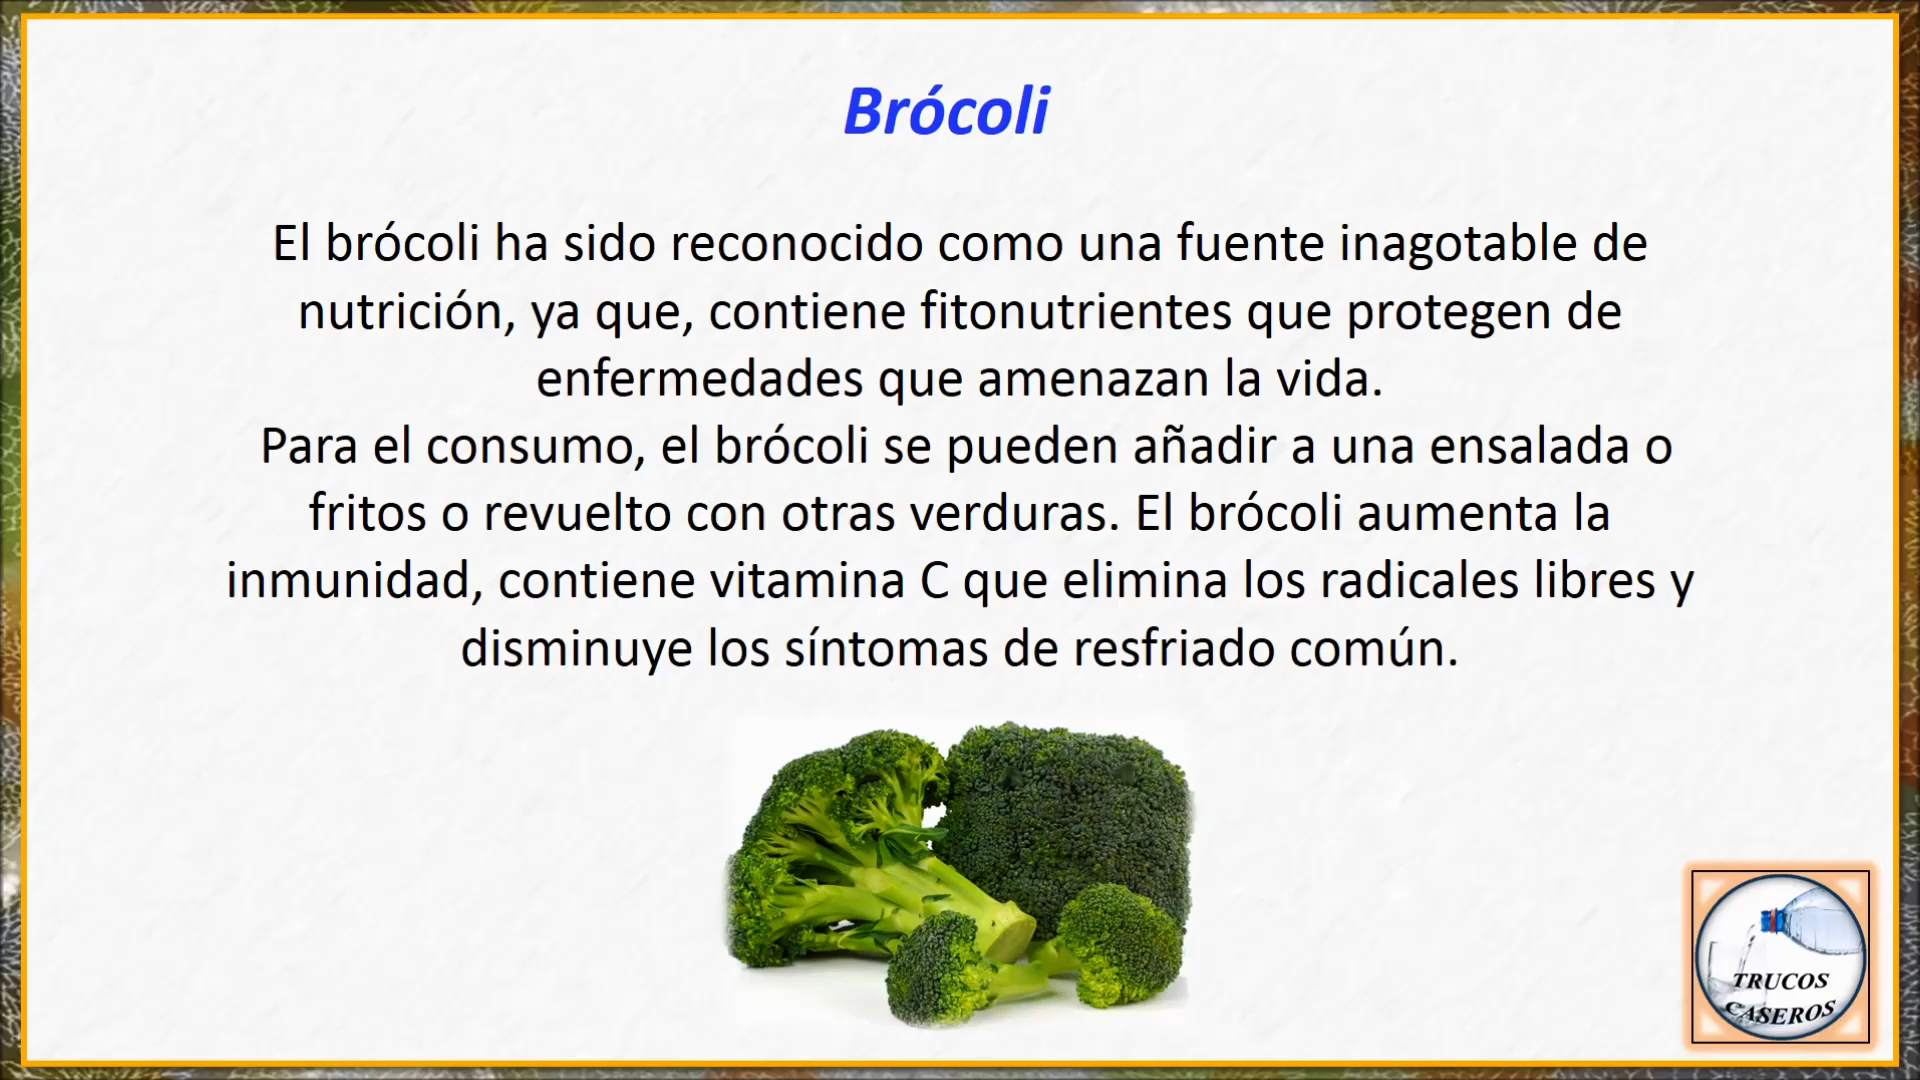 Brócoli
El brócoli ha sido reconocido como una fuente inagotable de
nutrición, ya que, contiene fitonutrientes que protegen de
enfermedades que amenazan la vida.
Para el consumo, el brócoli se pueden añadir a una ensalada o
fritos o revuelto con otras verduras. El brócoli aumenta la
inmunidad, contiene vitamina C que elimina los radicales libres y
disminuye los síntomas de resfriado común.
TRUCOS
CASEROS